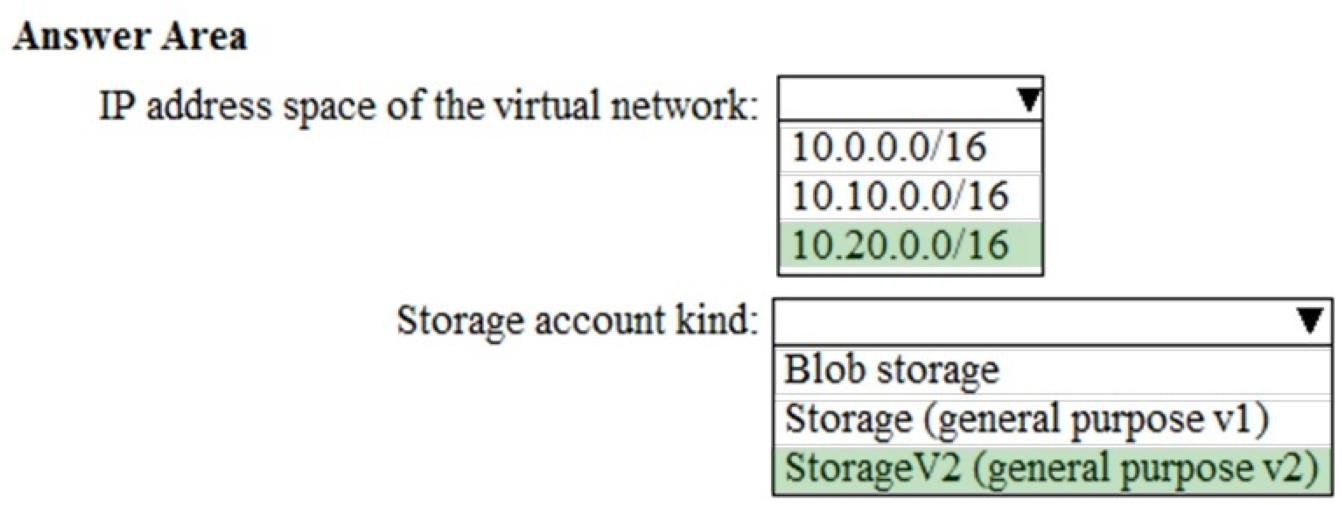 Answer Area
IP address space of the virtual network:
10.0.0.0/16
10.10.0.0/16
10.20.0.0/16
Storage account kind:
Blob storage
Storage (general purpose v1)
StorageV2 (general purpose v2)